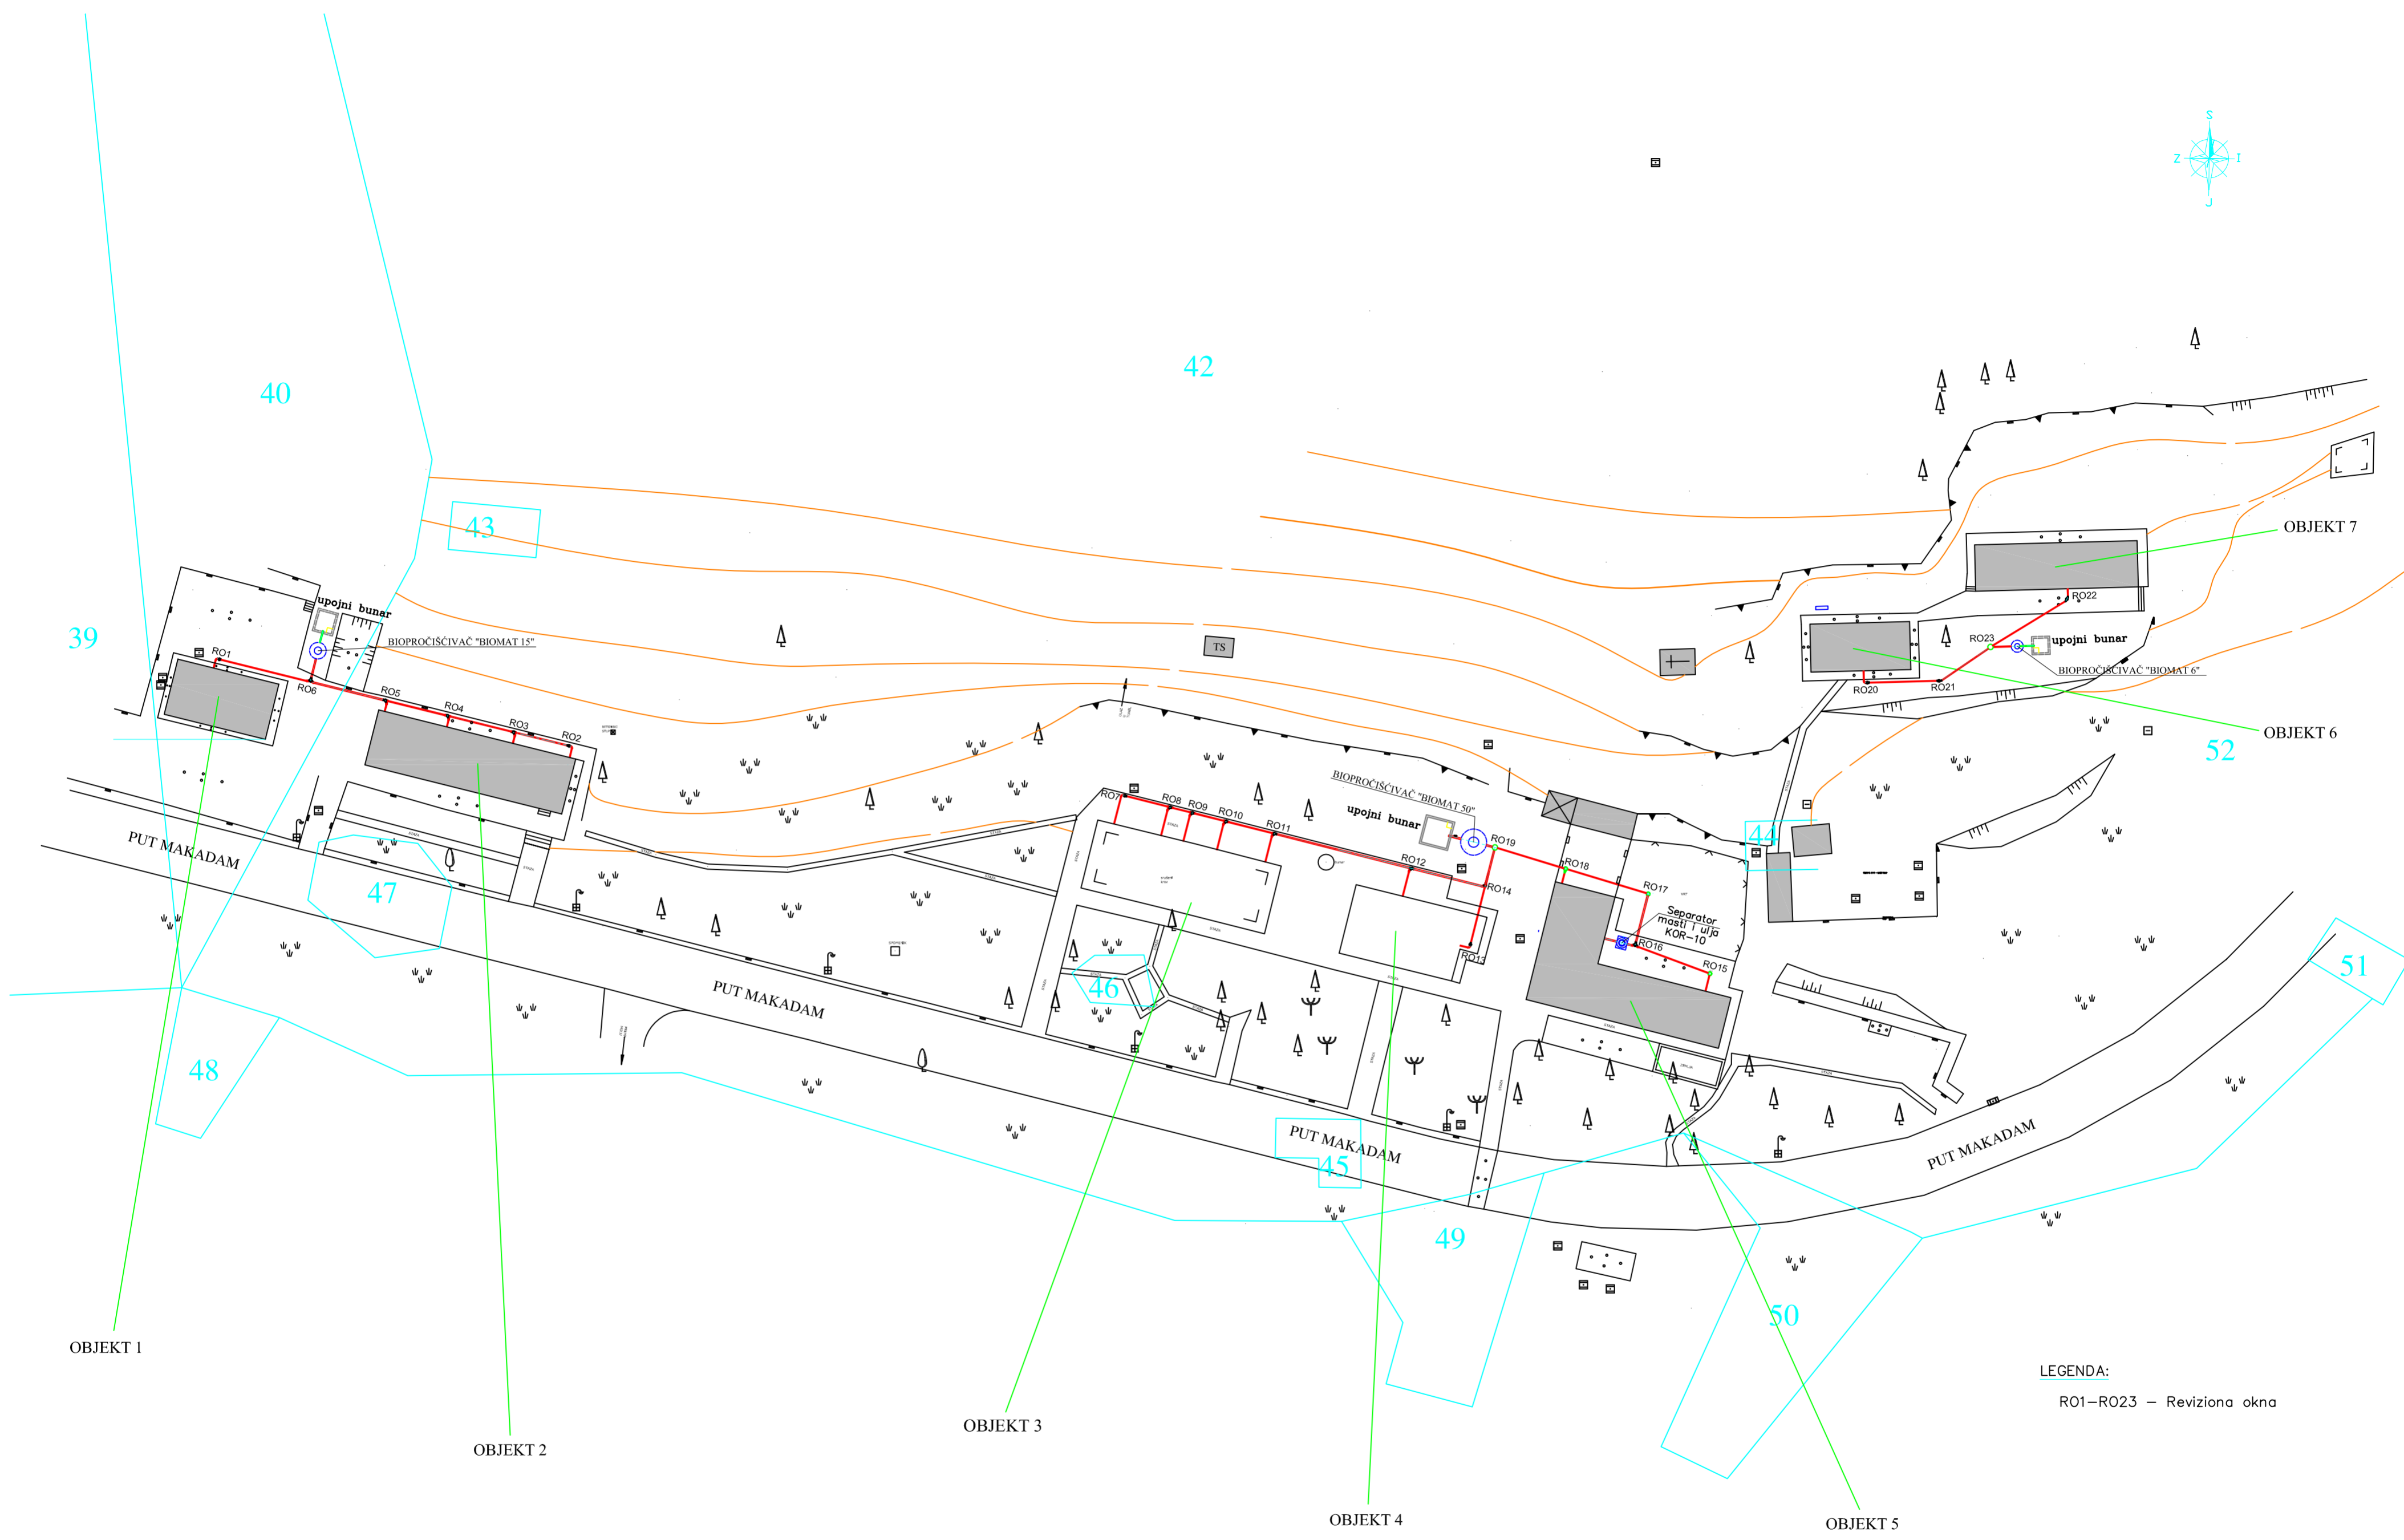 S
Z
I
J
42
40
43
OBJEKT 7
upojni bunar
39
BIOPROČIŠĆIVAČ "BIOMAT 15"
TS
RO22
RO23
upojni bunar
RO1
BIOPROČIŠĆIVAČ "BIOMAT 6"
RO6
RO5
RO20
RO21
RO4
RO3
RO2
OBJEKT 6
52
BIOPROČIŠĆIVAČ "BIOMAT 50"
RO7
RO8
RO9
RO10
upojni bunar
RO11
RO19
44
PUT MAKADAM
RO12
RO18
RO14
RO17
47
Separator
masti i ulja
KOR-10
RO16
RO13
RO15
51
46
PUT MAKADAM
48
PUT MAKADAM
PUT MAKADAM
45
49
50
OBJEKT 1
LEGENDA:
RO1-RO23 - Reviziona okna
OBJEKT 3
OBJEKT 2
OBJEKT 4
OBJEKT 5